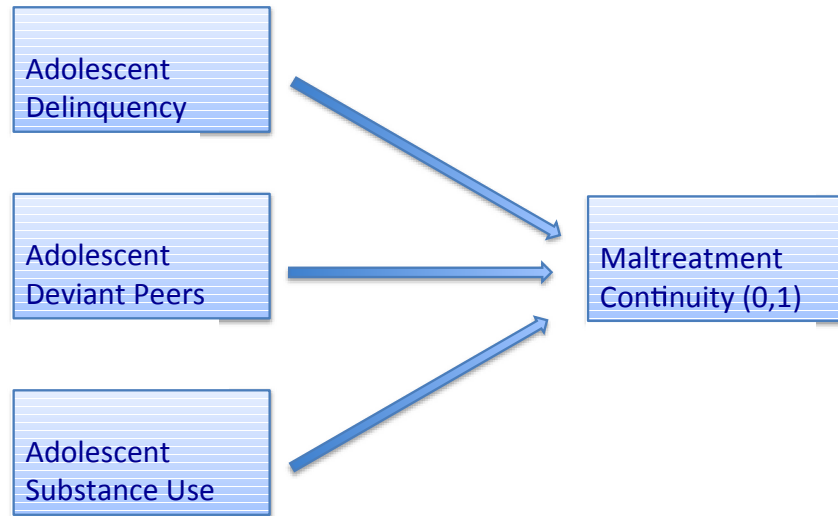 Adolescent
Delinquency
Adolescent
Deviant Peers
Maltreatment
Continuity (0,1)
Adolescent
Substance Use